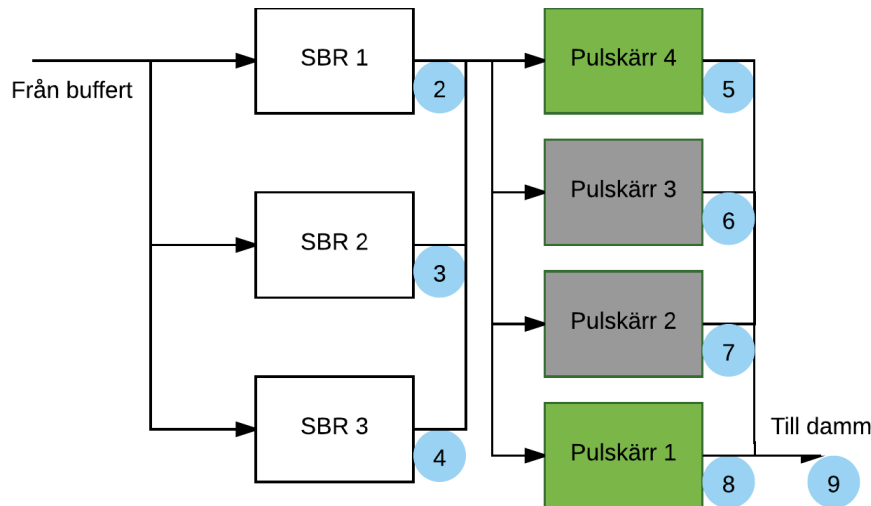 SBR 1
Pulskärr 4
Från buffert
2
5
Pulskärr 3
6
SBR 2
3
Pulskärr 2
7
SBR 3
Till damm
4
Pulskärr 1
8
9